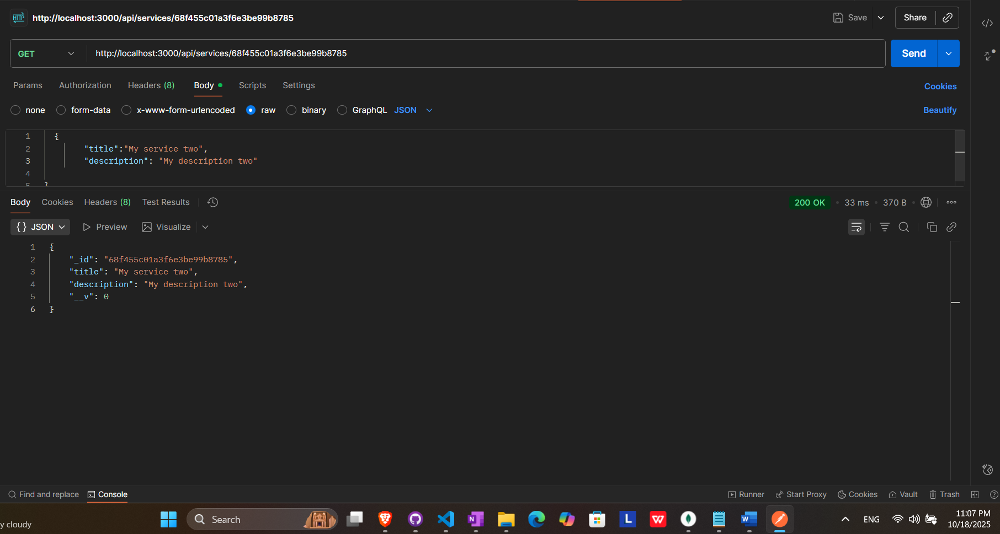 HTTP http://localhost:3000/api/services/68f455c01a3f6e3be99b8785 Save Share
GET http://localhost:3000/api/services/68f455c01a3f6e3be99b8785 Send
Params Authorization Headers (8) Body Scripts Settings Cookies
none form-data x-www-form-urlencoded raw binary GraphQL JSON Beautify
1 {
2 "title":"My service two",
3 "description": "My description two"
4
5 }
Body Cookies Headers (8) Test Results 200 OK • 33 ms • 370 B
{} JSON Preview Visualize
1 {
2 "_id": "68f455c01a3f6e3be99b8785",
3 "title": "My service two",
4 "description": "My description two",
5 "__v": 0
6 }
Find and replace Console Runner Start Proxy Cookies Vault Trash
y cloudy Search N L W W ENG 11:07 PM
10/18/2025